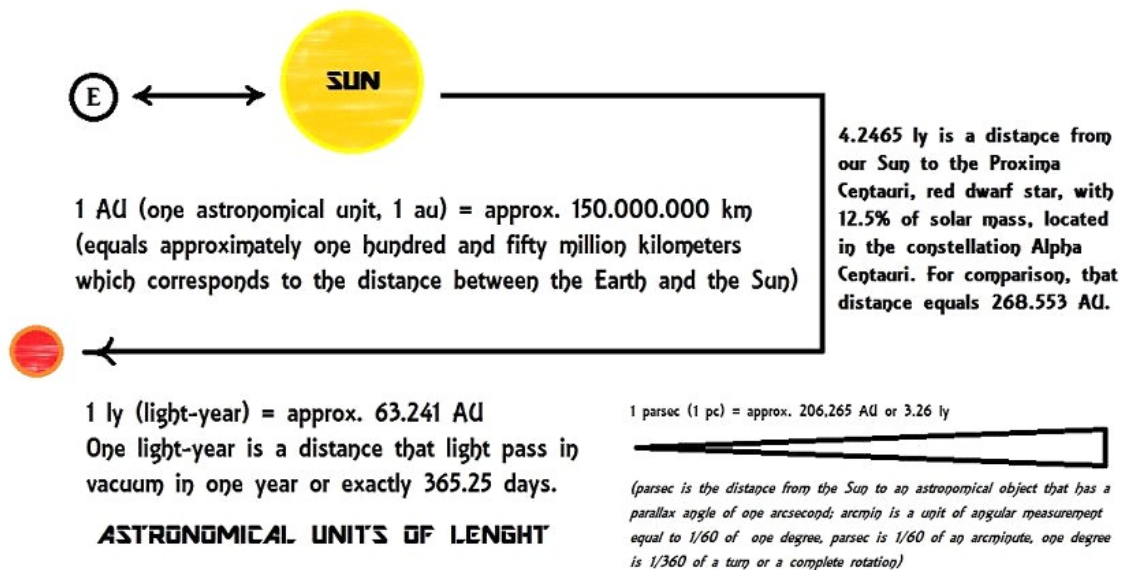 E
SUN
4.2465 ly is a distance from
our Sun to the Proxima
Centauri, red dwarf star, with
12.5% of solar mass, located
in the constellation Alpha
Centauri. For comparison, that
distance equals 268.553 AU.
1 AU (one astronomical unit, 1 au) = approx. 150.000.000 km
(equals approximately one hundred and fifty million kilometers
which corresponds to the distance between the Earth and the Sun)
1 ly (light-year) = approx. 63.241 AU
One light-year is a distance that light pass in
vacuum in one year or exactly 365.25 days.
1 parsec (1 pc) = approx. 206,265 AU or 3.26 ly
(parsec is the distance from the Sun to an astronomical object that has a
parallax angle of one arcsecond; arcmin is a unit of angular measurement
equal to 1/60 of one degree, parsec is 1/60 of an arcminute, one degree
is 1/360 of a turn or a complete rotation)
ASTRONOMICAL UNITS OF LENGHT